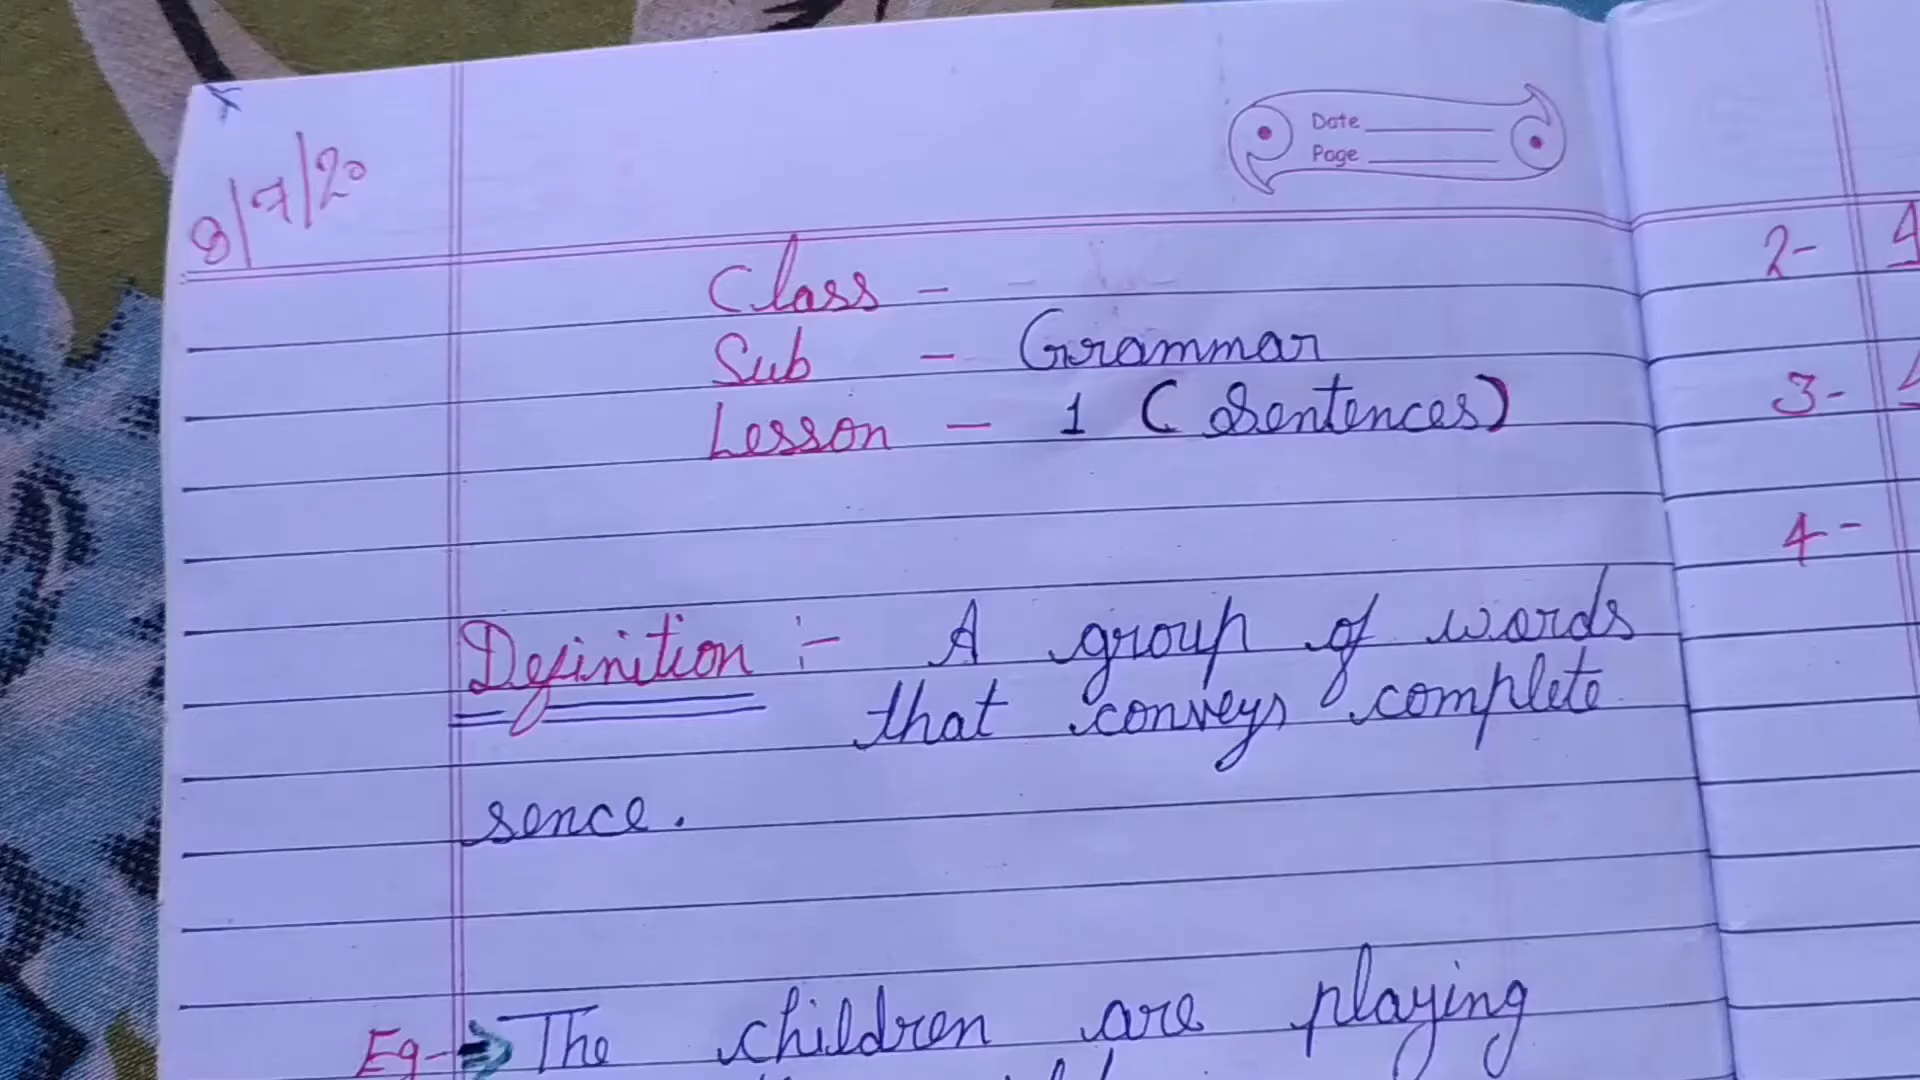 Date
Page
8/7/20
Class -
Sub - Grammar
Lesson - 1 (Sentences)
Definition :- A group of words
that conveys complete
sence.
Eg- The children are playing
2-
3-
4-